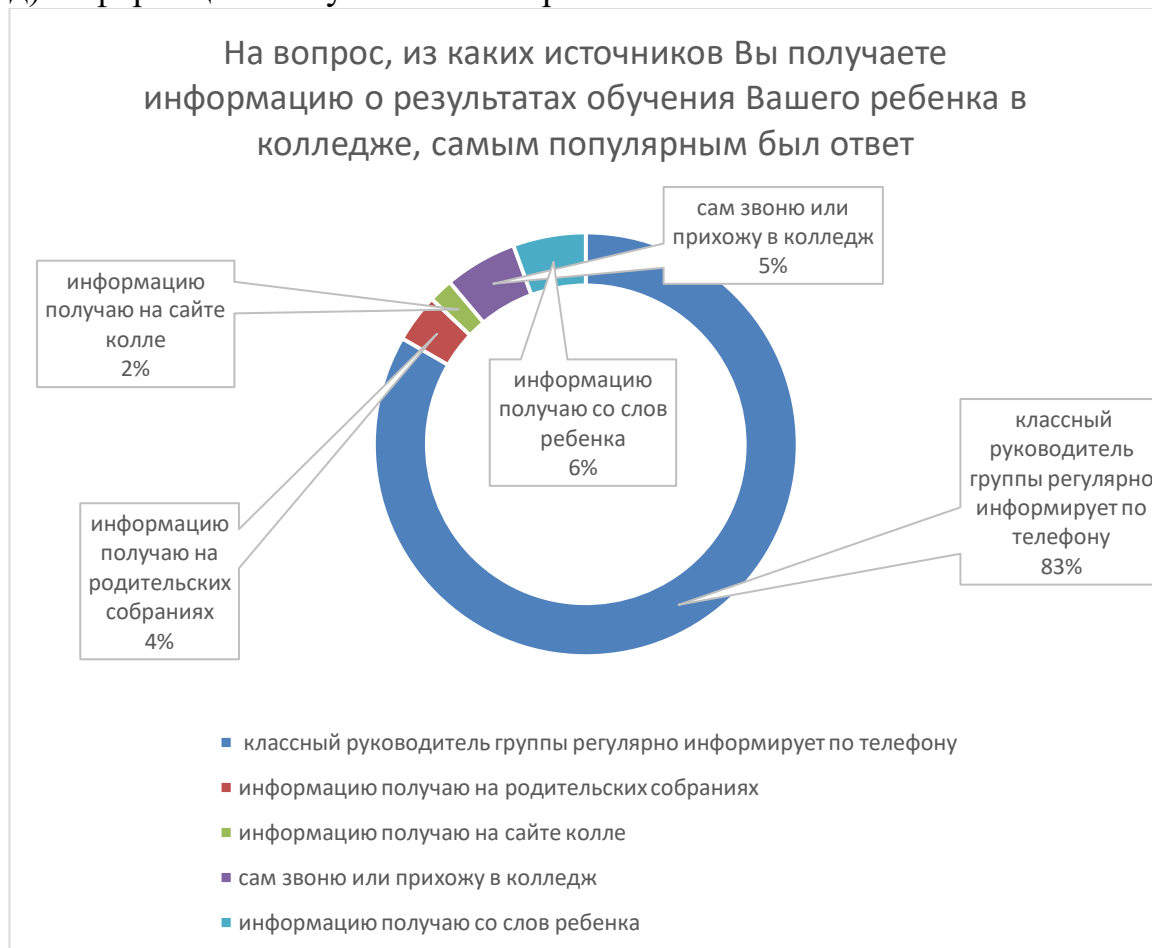 На вопрос, из каких источников Вы получаете
информацию о результатах обучения Вашего ребенка в
колледже, самым популярным был ответ
сам звоню или
прихожу в колледж
5%
информацию
получаю на сайте
колле
2%
информацию
получаю со слов
ребенка
6%
классный
руководитель
группы регулярно
информирует по
телефону
83%
информацию
получаю на
родительских
собраниях
4%
классный руководитель группы регулярно информирует по телефону
информацию получаю на родительских собраниях
информацию получаю на сайте колле
сам звоню или прихожу в колледж
информацию получаю со слов ребенка